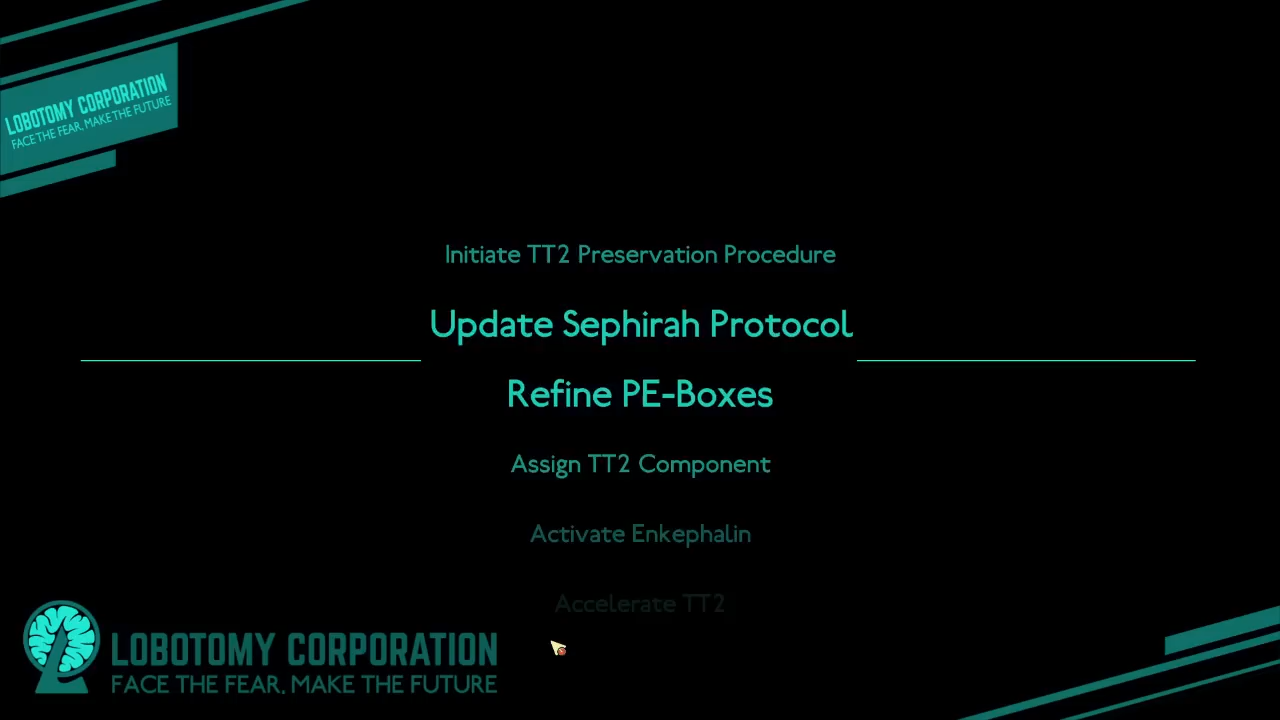 LOBOTOMY CORPORATION
FACE THE FEAR, MAKE THE FUTURE
Initiate TT2 Preservation Procedure
Update Sephirah Protocol
Refine PE-Boxes
Assign TT2 Component
Activate Enkephalin
Accelerate TT2
LOBOTOMY CORPORATION
FACE THE FEAR, MAKE THE FUTURE